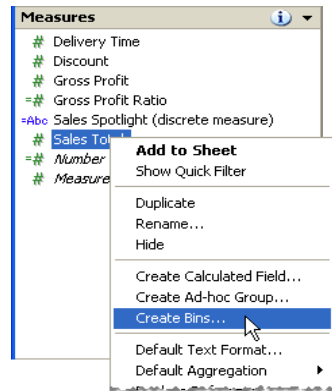 Measures
# Delivery Time
# Discount
# Gross Profit
=# Gross Profit Ratio
=Abc Sales Spotlight (discrete measure)
# Sales
=# Number
# Measure
Add to Sheet
Show Quick Filter
Duplicate
Rename...
Hide
Create Calculated Field...
Create Ad-hoc Group...
Create Bins...
Default Text Format...
Default Aggregation